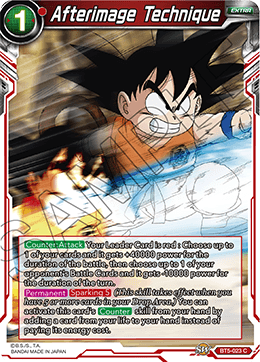 1
Afterimage Technique
EXTRA
Counter:Attack Your Leader Card is red : Choose up to
1 of your cards and it gets +40000 power for the
duration of the battle, then choose up to 1 of your
opponent's Battle Cards and it gets -10000 power for
the duration of the turn.
Permanent Sparking 5 (This skill takes effect when you
have 5 or more cards in your Drop Area.) You can
activate this card's Counter skill from your hand by
adding a card from your life to your hand instead of
paying its energy cost.
©B.S./S., T.A.
BANDAI MADE IN JAPAN
BT5-023 C